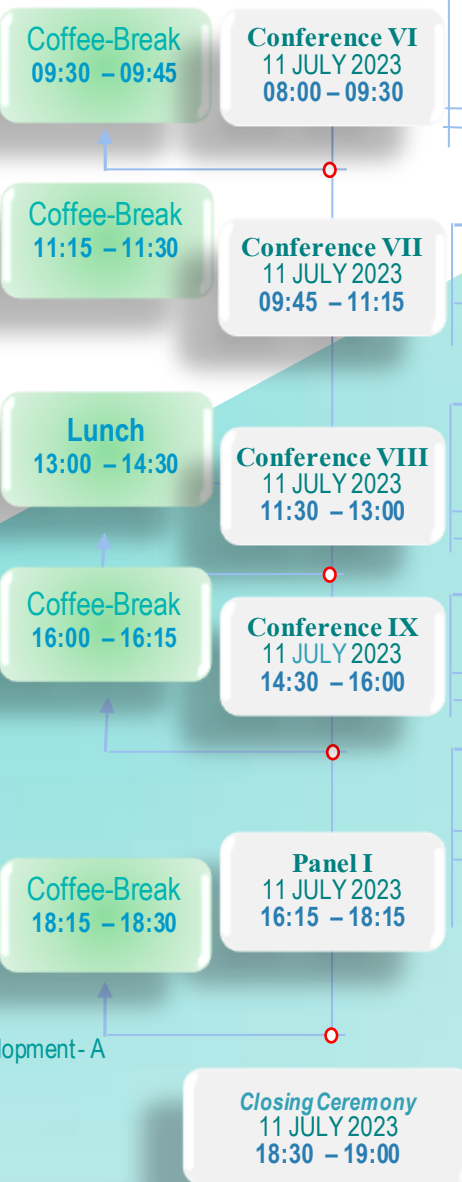 Coffee-Break
09:30 – 09:45
Conference VI
11 JULY 2023
08:00 – 09:30
Coffee-Break
11:15 – 11:30
Conference VII
11 JULY 2023
09:45 – 11:15
Lunch
13:00 – 14:30
Conference VIII
11 JULY 2023
11:30 – 13:00
Coffee-Break
16:00 – 16:15
Conference IX
11 JULY 2023
14:30 – 16:00
Coffee-Break
18:15 – 18:30
Panel I
11 JULY 2023
16:15 – 18:15
lopment - A
Closing Ceremony
11 JULY 2023
18:30 – 19:00